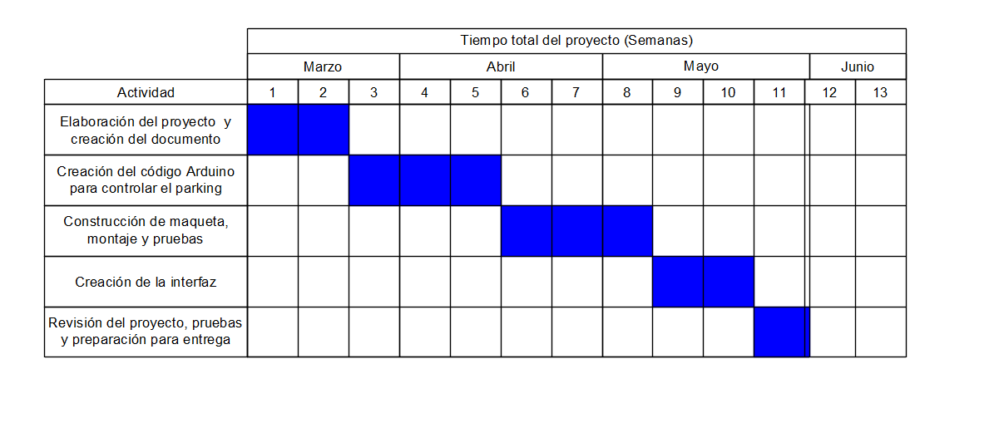 Tiempo total del proyecto (Semanas)
Marzo Abril Mayo Junio
Actividad 1 2 3 4 5 6 7 8 9 10 11 12 13
Elaboración del proyecto y
creación del documento
Creación del código Arduino
para controlar el parking
Construcción de maqueta,
montaje y pruebas
Creación de la interfaz
Revisión del proyecto, pruebas
y preparación para entrega